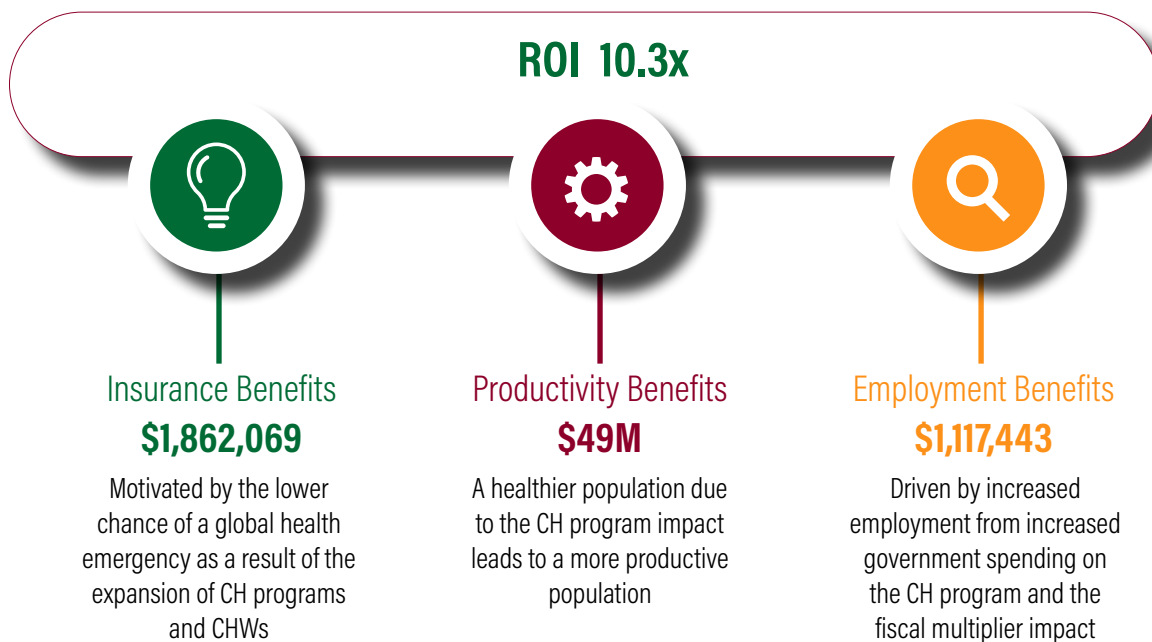 ROI 10.3x
Insurance Benefits
$1,862,069
Motivated by the lower
chance of a global health
emergency as a result of the
expansion of CH programs
and CHWs
Productivity Benefits
$49M
A healthier population due
to the CH program impact
leads to a more productive
population
Employment Benefits
$1,117,443
Driven by increased
employment from increased
government spending on
the CH program and the
fiscal multiplier impact